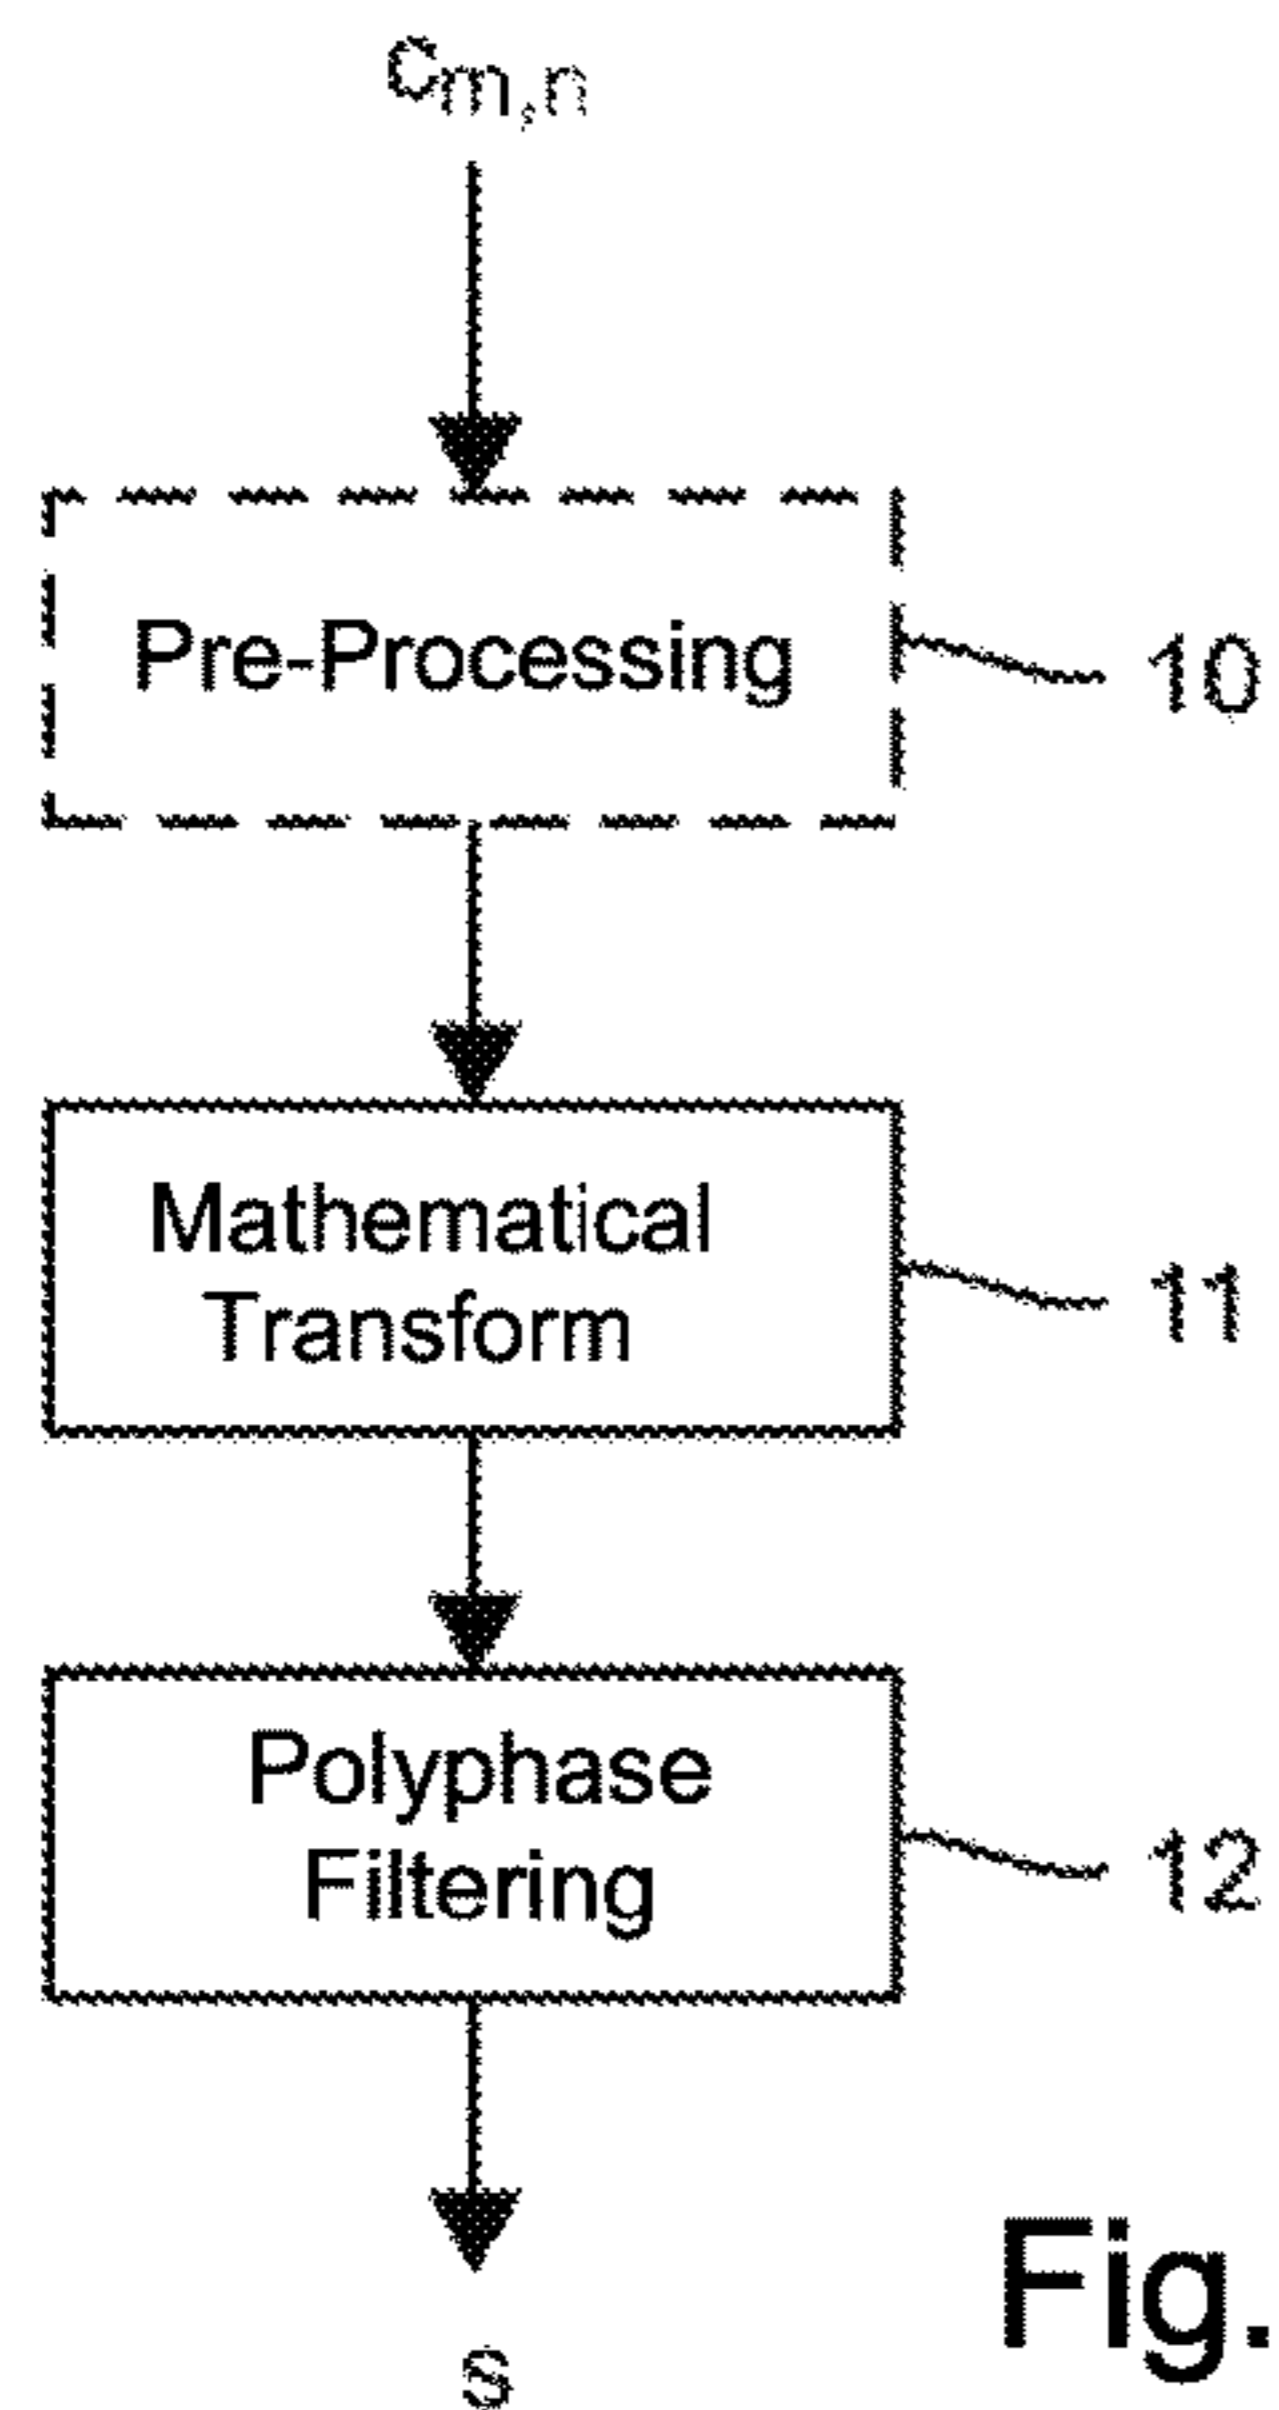 cm,n
Pre-Processing
10
Mathematical
Transform
11
Polyphase
Filtering
12
Fig.
s